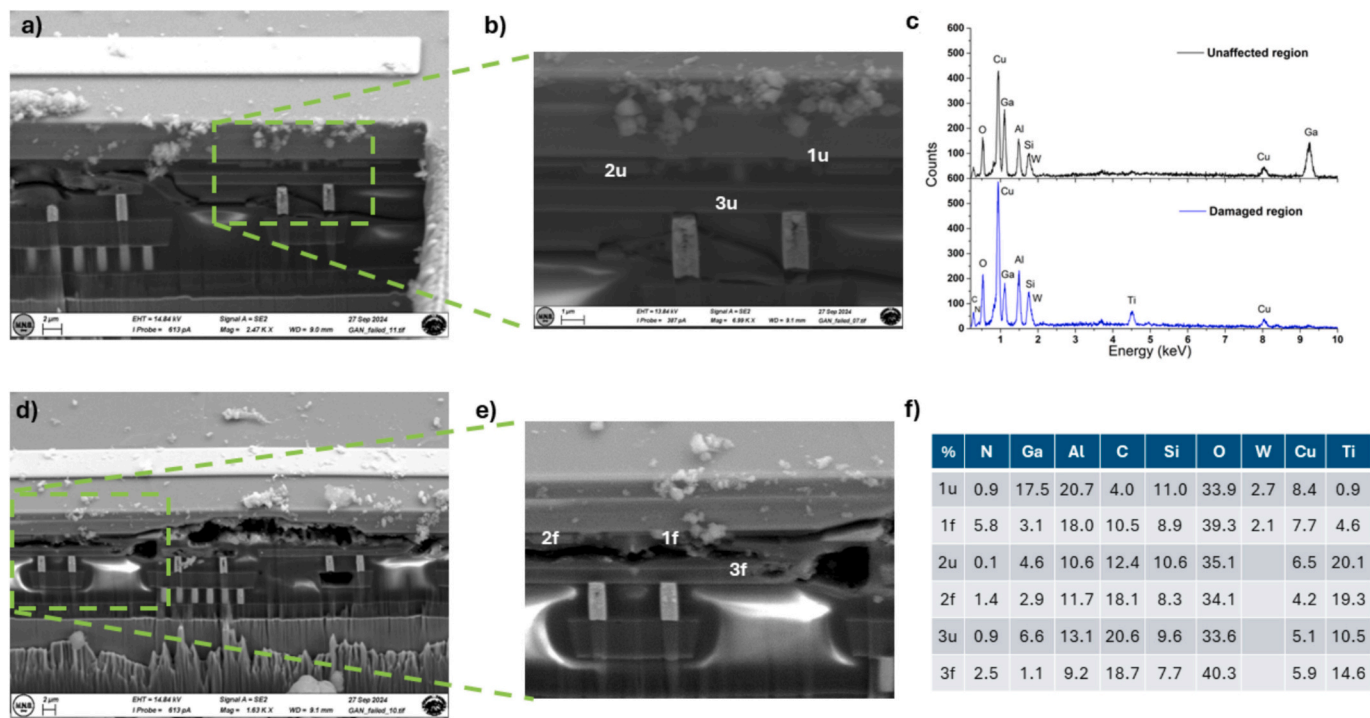 a)
2 µm
EHT = 14.84 kV
Signal A = SE2
27 Sep 2024
I Probe = 613 pA
Mag = 2.47 K X
WD = 9.0 mm
GAN_failed_11.tif
b)
1u
2u
3u
1 µm
EHT = 13.84 kV
Signal A = SE2
27 Sep 2024
I Probe = 367 pA
Mag = 6.98 K X
WD = 9.1 mm
GAN_failed_07.tif
c)
600
500
400
300
200
100
0
Unaffected region
O
Cu
Ga
Al
Si
W
Cu
Ga
Counts
500
400
300
200
100
0
Damaged region
C
N
O
Cu
Ga
Al
Si
W
Ti
Cu
1 2 3 4 5 6 7 8 9 10
Energy (keV)
d)
2 µm
EHT = 14.84 kV
Signal A = SE2
27 Sep 2024
I Probe = 613 pA
Mag = 1.63 K X
WD = 9.1 mm
GAN_failed_10.tif
e)
2f
1f
3f
f)
% N Ga Al C Si O W Cu Ti
1u 0.9 17.5 20.7 4.0 11.0 33.9 2.7 8.4 0.9
1f 5.8 3.1 18.0 10.5 8.9 39.3 2.1 7.7 4.6
2u 0.1 4.6 10.6 12.4 10.6 35.1 6.5 20.1
2f 1.4 2.9 11.7 18.1 8.3 34.1 4.2 19.3
3u 0.9 6.6 13.1 20.6 9.6 33.6 5.1 10.5
3f 2.5 1.1 9.2 18.7 7.7 40.3 5.9 14.6